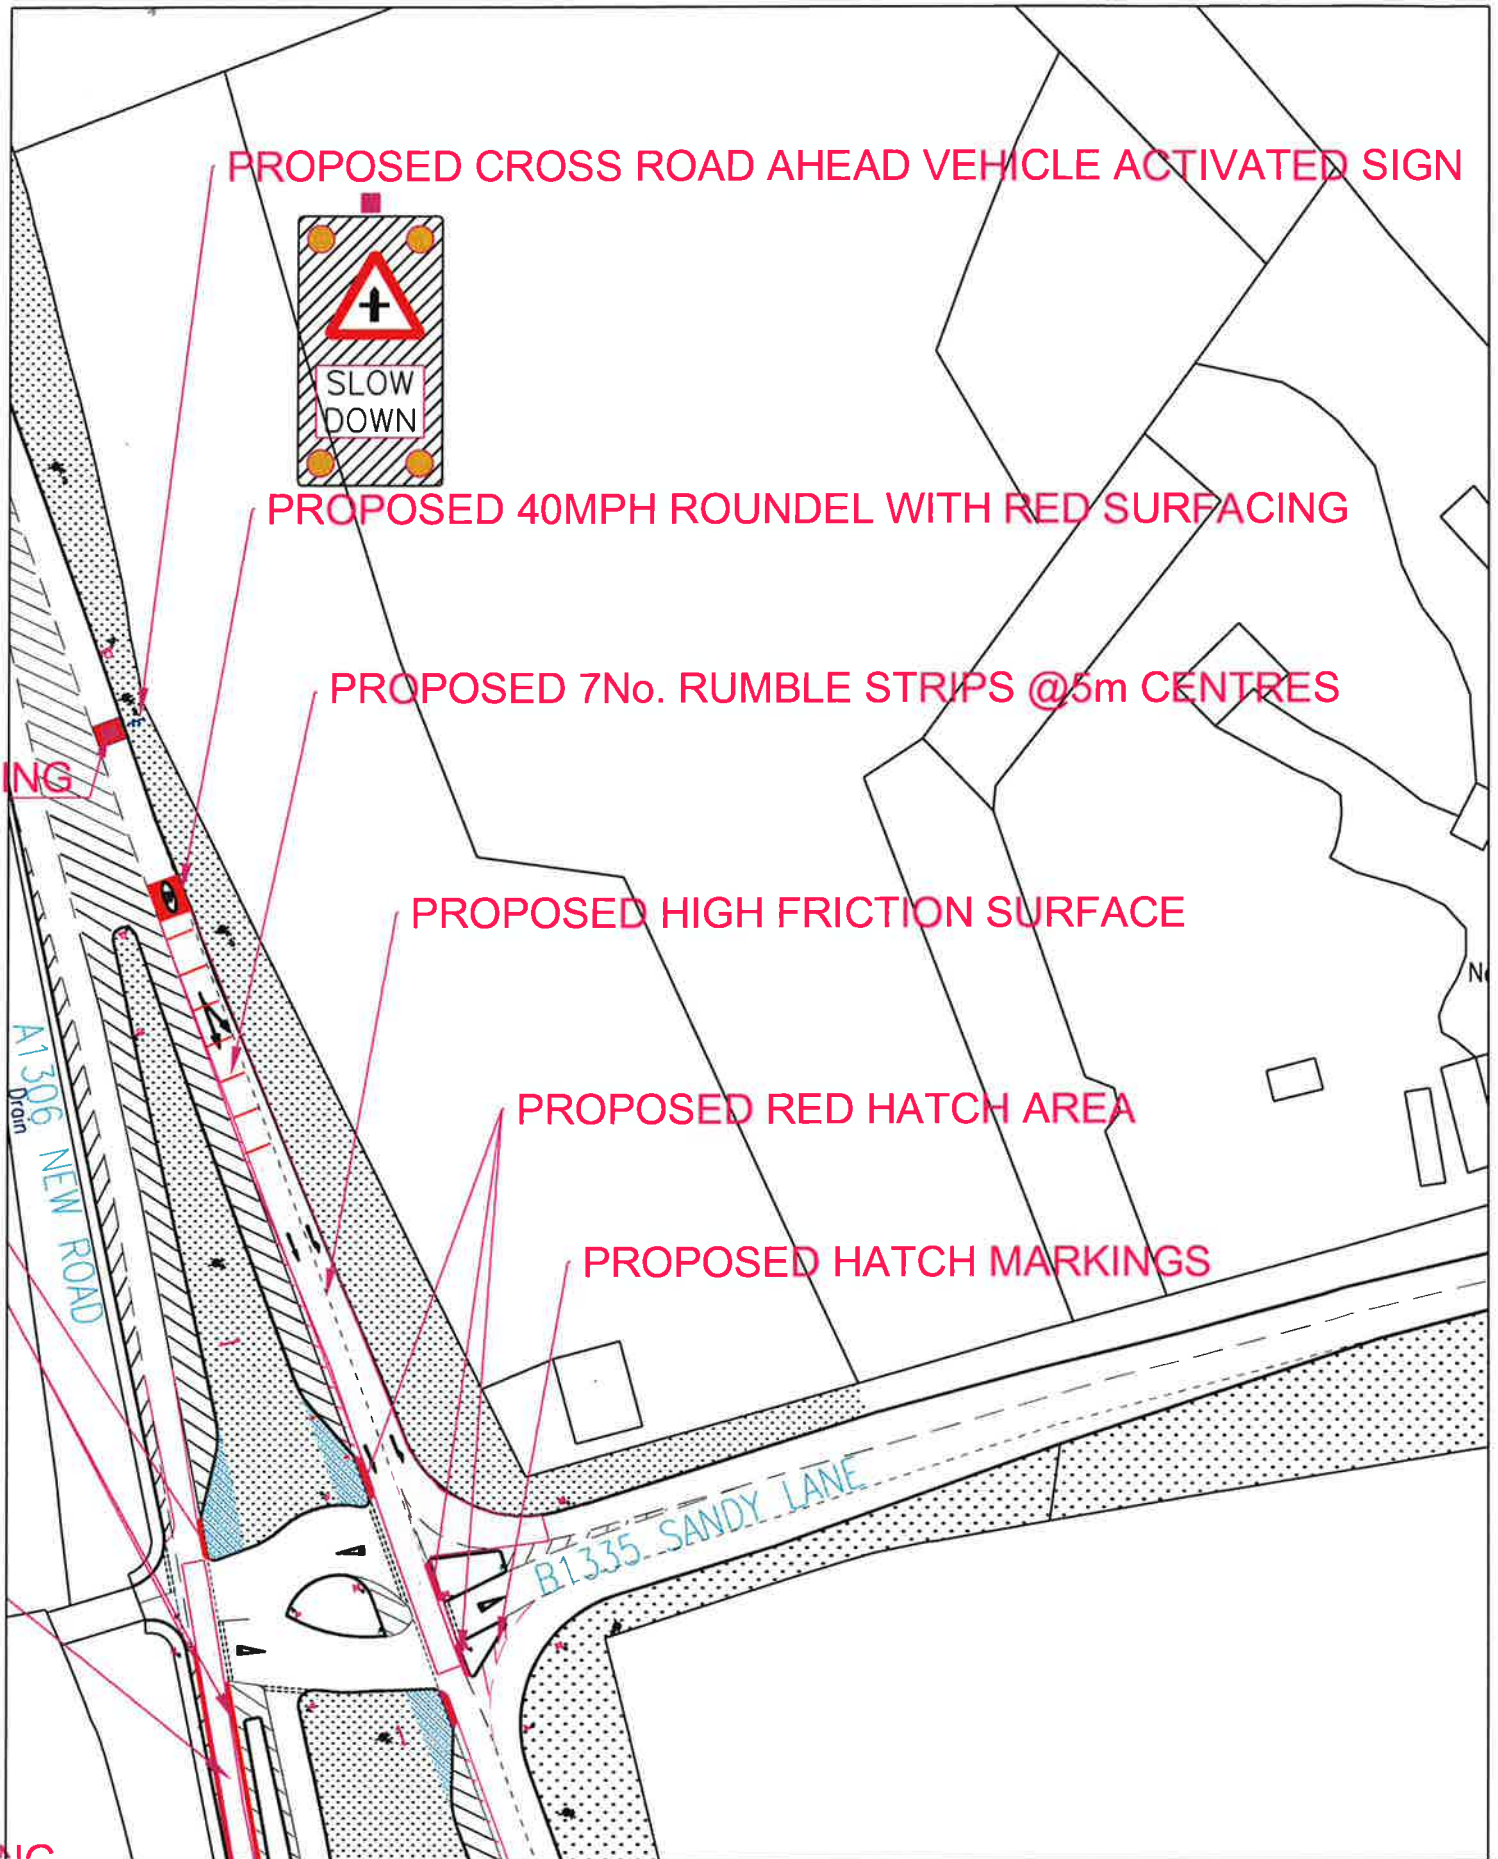 PROPOSED CROSS ROAD AHEAD VEHICLE ACTIVATED SIGN
SLOW
DOWN
PROPOSED 40MPH ROUNDEL WITH RED SURFACING
PROPOSED 7No. RUMBLE STRIPS @5m CENTRES
ING
PROPOSED HIGH FRICTION SURFACE
A1306 NEW ROAD
Drain
PROPOSED RED HATCH AREA
PROPOSED HATCH MARKINGS
B1335 SANDY LANE